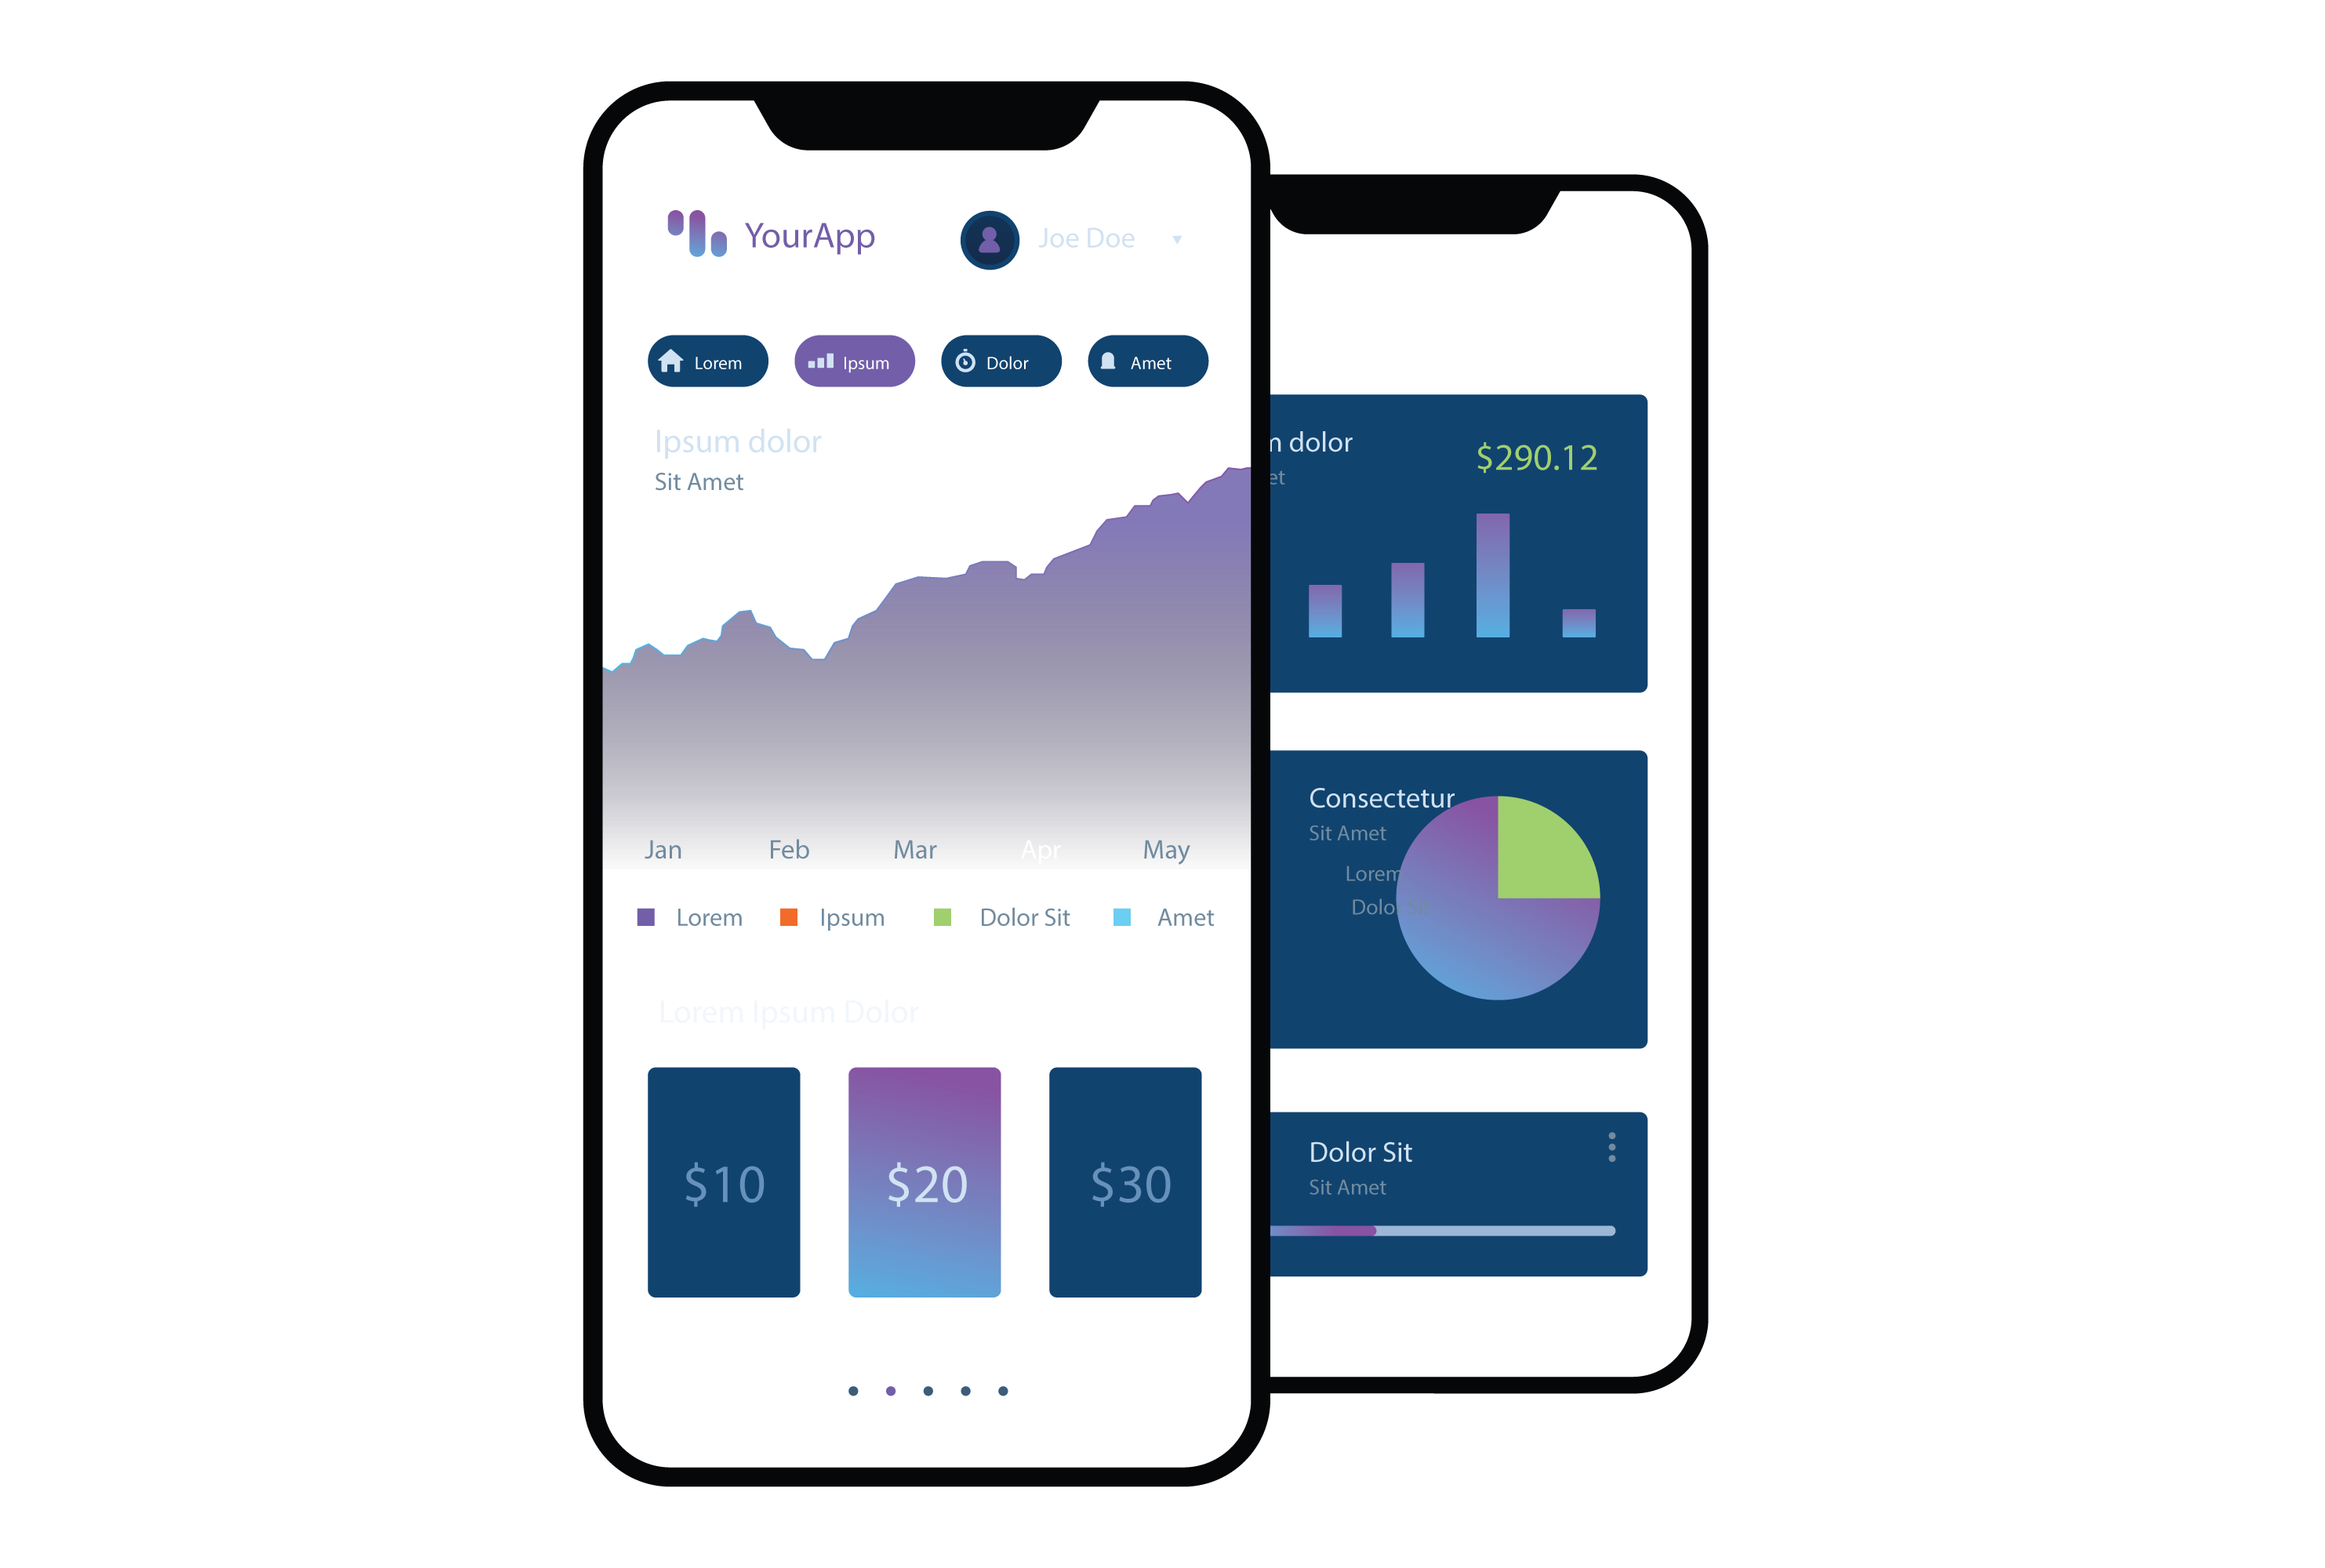 YourApp
Joe Doe
Lorem
Ipsum
Dolor
Amet
Ipsum dolor
Sit Amet
Jan
Feb
Mar
Apr
May
Lorem
Ipsum
Dolor Sit
Amet
Lorem Ipsum Dolor
$10
$20
$30
dolor
$290.12
Consectetur
Sit Amet
Lorem
Dolor Sit
Dolor Sit
Sit Amet